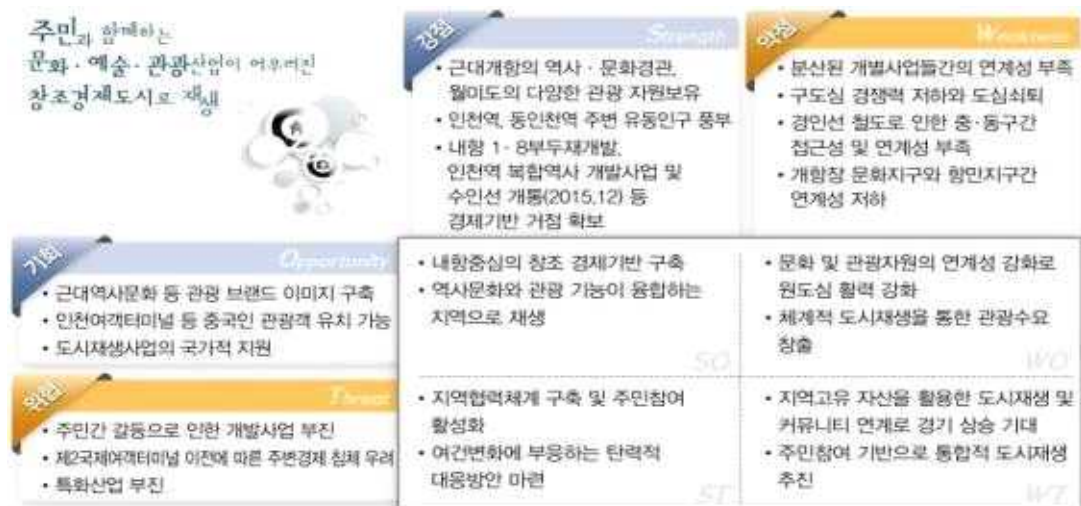 주민과 함께하는
문화·예술·관광산업이 어우러진
창조경제도시로 재생
강점
Strength
• 근대개항의 역사·문화경관,
월미도의 다양한 관광 자원보유
• 인천역, 동인천역 주변 유동인구 풍부
• 내항 1·8부두재개발,
인천역 복합역사 개발사업 및
수인선 개통(2015.12) 등
경제기반 거점 확보
약점
Weakness
• 분산된 개별사업들간의 연계성 부족
• 구도심 경쟁력 저하와 도심쇠퇴
• 경인선 철도로 인한 중·동구간
접근성 및 연계성 부족
• 개항장 문화지구와 항만지구간
연계성 저하
기회
Opportunity
• 근대역사문화 등 관광 브랜드 이미지 구축
• 인천여객터미널 등 중국인 관광객 유치 가능
• 도시재생사업의 국가적 지원
• 내항중심의 창조 경제기반 구축
• 역사문화와 관광 기능이 융합하는
지역으로 재생
SO
• 문화 및 관광자원의 연계성 강화로
원도심 활력 강화
• 체계적 도시재생을 통한 관광수요
창출
WO
위협
Threat
• 주민간 갈등으로 인한 개발사업 부진
• 제2국제여객터미널 이전에 따른 주변경제 침체 우려
• 특화산업 부진
• 지역협력체계 구축 및 주민참여
활성화
• 여건변화에 부응하는 탄력적
대응방안 마련
ST
• 지역고유 자산을 활용한 도시재생 및
커뮤니티 연계로 경기 상승 기대
• 주민참여 기반으로 통합적 도시재생
추진
WT